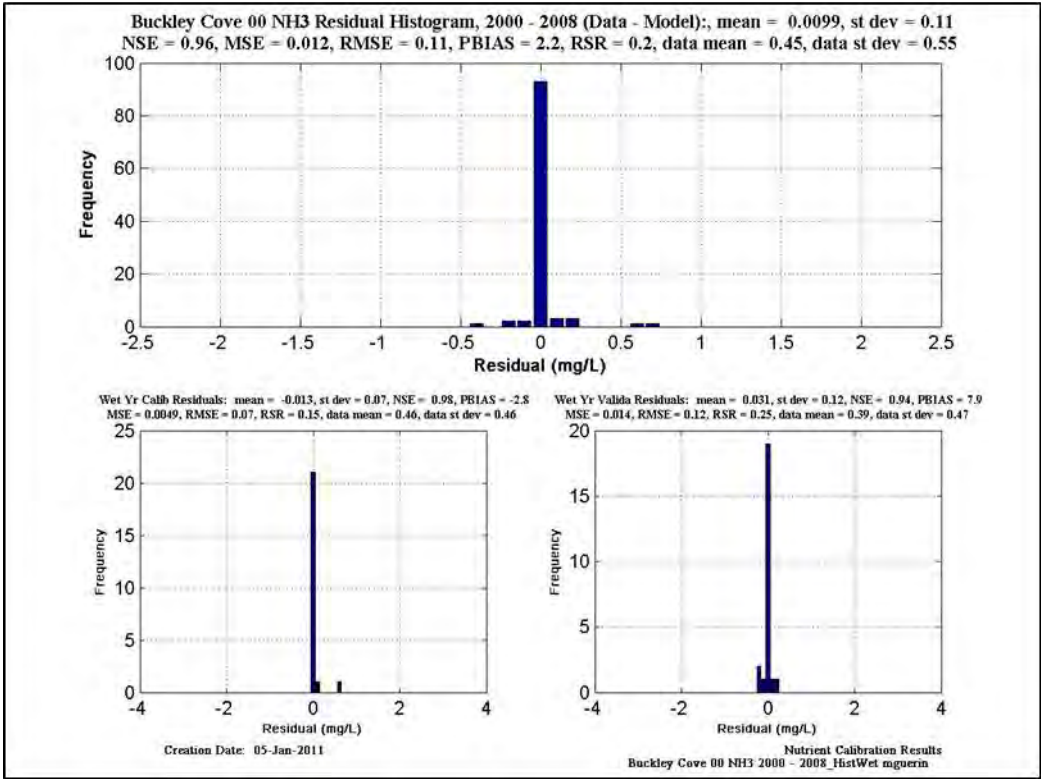 Buckley Cove 00 NH3 Residual Histogram, 2000 - 2008 (Data - Model):, mean = 0.0099, st dev = 0.11
NSE = 0.96, MSE = 0.012, RMSE = 0.11, PBIAS = 2.2, RSR = 0.2, data mean = 0.45, data st dev = 0.55
100
80
60
40
20
0
Frequency
-2.5 -2 -1.5 -1 -0.5 0 0.5 1 1.5 2 2.5
Residual (mg/L)
Wet Yr Calib Residuals: mean = -0.013, st dev = 0.07, NSE = 0.98, PBIAS = -2.8
MSE = 0.0049, RMSE = 0.07, RSR = 0.15, data mean = 0.46, data st dev = 0.46
25
20
15
10
5
0
Frequency
-4 -2 0 2 4
Residual (mg/L)
Creation Date: 05-Jan-2011
Wet Yr Valida Residuals: mean = 0.031, st dev = 0.12, NSE = 0.94, PBIAS = 7.9
MSE = 0.014, RMSE = 0.12, RSR = 0.25, data mean = 0.39, data st dev = 0.47
20
15
10
5
0
Frequency
-4 -2 0 2 4
Residual (mg/L)
Nutrient Calibration Results
Buckley Cove 00 NH3 2000 - 2008_HistWet mguerin